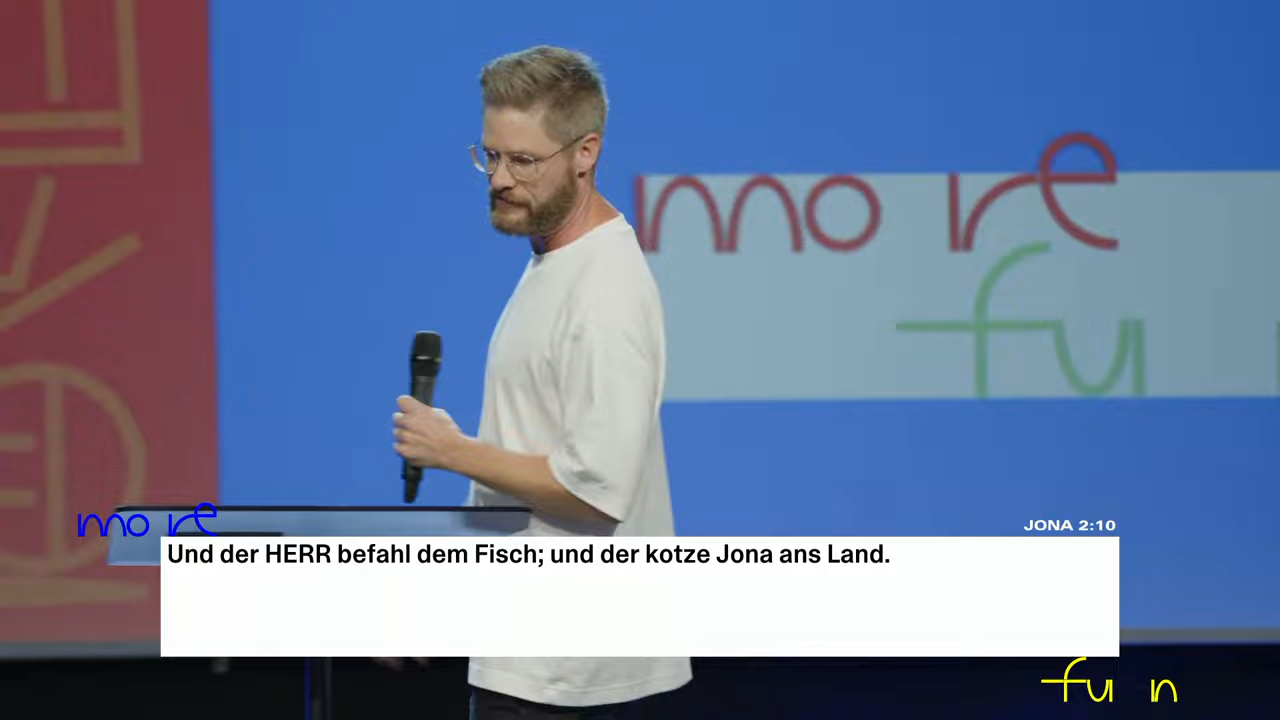 mo re
fu
mo re
JONA 2:10
Und der HERR befahl dem Fisch; und der kotze Jona ans Land.
fu n